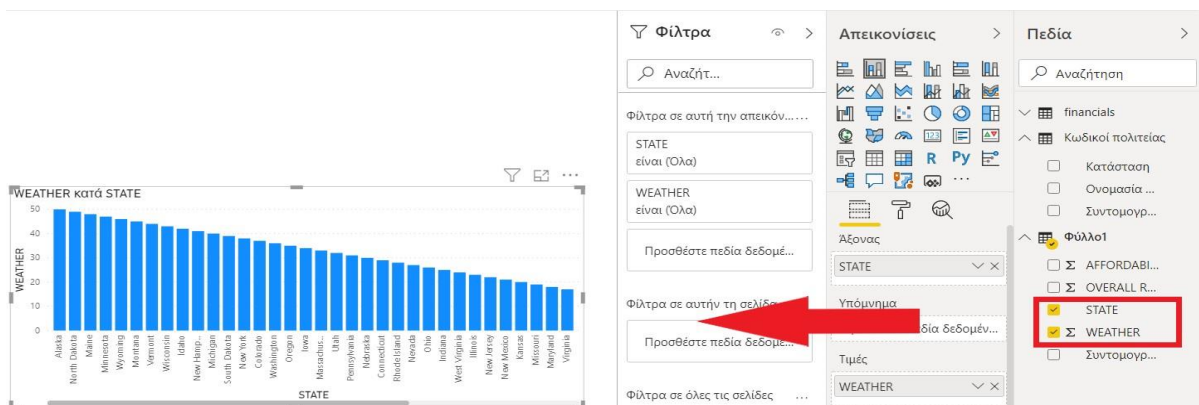 WEATHER κατά STATE
50
40
30
20
10
0
WEATHER
Alaska
North Dakota
Maine
Minnesota
Wyoming
Montana
Vermont
Wisconsin
Idaho
New Hamp...
Michigan
South Dakota
New York
Colorado
Washington
Oregon
Iowa
Massachus...
Utah
Pennsylvania
Nebraska
Connecticut
Rhode Island
Nevada
Ohio
Indiana
West Virginia
Illinois
New Jersey
New Mexico
Kansas
Missouri
Maryland
Virginia
STATE
Φίλτρα
Αναζήτ...
Φίλτρα σε αυτή την απεικόν...
STATE
είναι (Όλα)
WEATHER
είναι (Όλα)
Προσθέστε πεδία δεδομέ...
Φίλτρα σε αυτήν τη σελίδα
Προσθέστε πεδία δεδομέ...
Φίλτρα σε όλες τις σελίδες
Απεικονίσεις
123
R Py
Άξονας
STATE
Υπόμνημα
δία δεδομέν...
Τιμές
WEATHER
Πεδία
Αναζήτηση
financials
Κωδικοί πολιτείας
Κατάσταση
Ονομασία ...
Συντομογρ...
Φύλλο1
Σ AFFORDABI...
Σ OVERALL R...
STATE
Σ WEATHER
Συντομογρ...